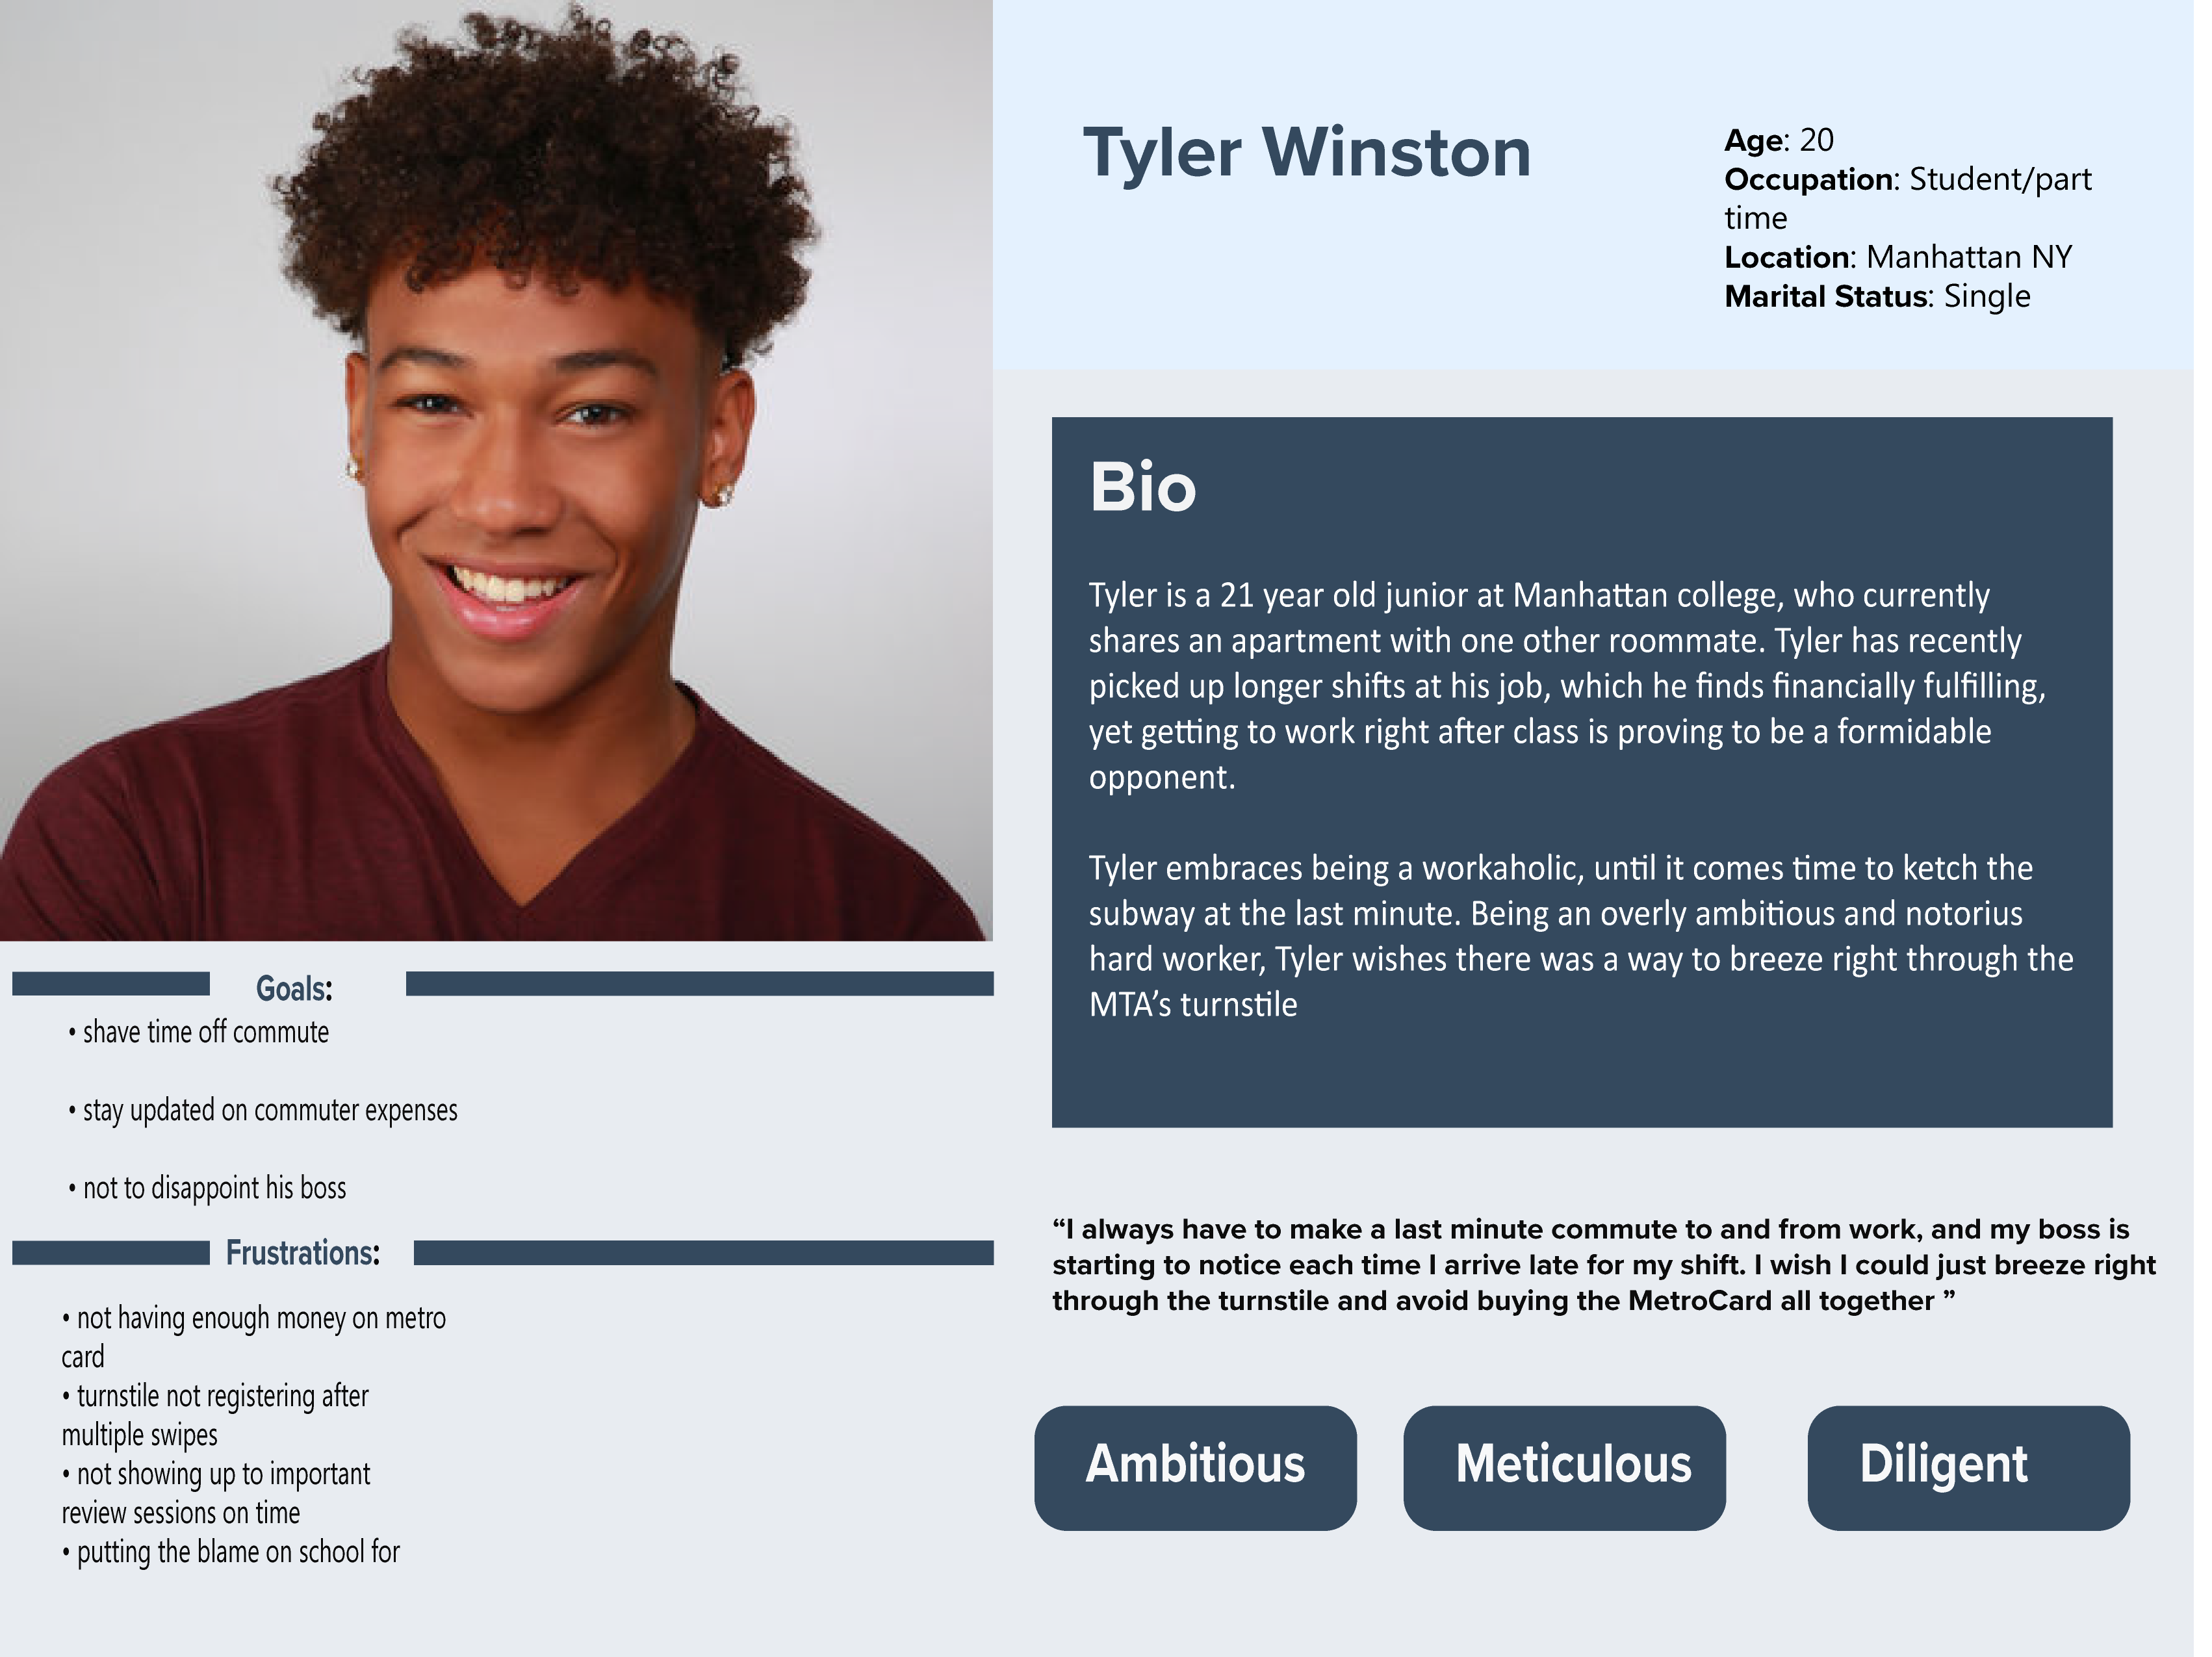 Tyler Winston
Age: 20
Occupation: Student/part
time
Location: Manhattan NY
Marital Status: Single
Bio
Tyler is a 21 year old junior at Manhattan college, who currently
shares an apartment with one other roommate. Tyler has recently
picked up longer shifts at his job, which he finds financially fulfilling,
yet getting to work right after class is proving to be a formidable
opponent.
Tyler embraces being a workaholic, until it comes time to ketch the
subway at the last minute. Being an overly ambitious and notorius
hard worker, Tyler wishes there was a way to breeze right through the
MTA’s turnstile
Goals:
• shave time off commute
• stay updated on commuter expenses
• not to disappoint his boss
Frustrations:
• not having enough money on metro
card
• turnstile not registering after
multiple swipes
• not showing up to important
review sessions on time
• putting the blame on school for
“I always have to make a last minute commute to and from work, and my boss is
starting to notice each time I arrive late for my shift. I wish I could just breeze right
through the turnstile and avoid buying the MetroCard all together ”
Ambitious
Meticulous
Diligent